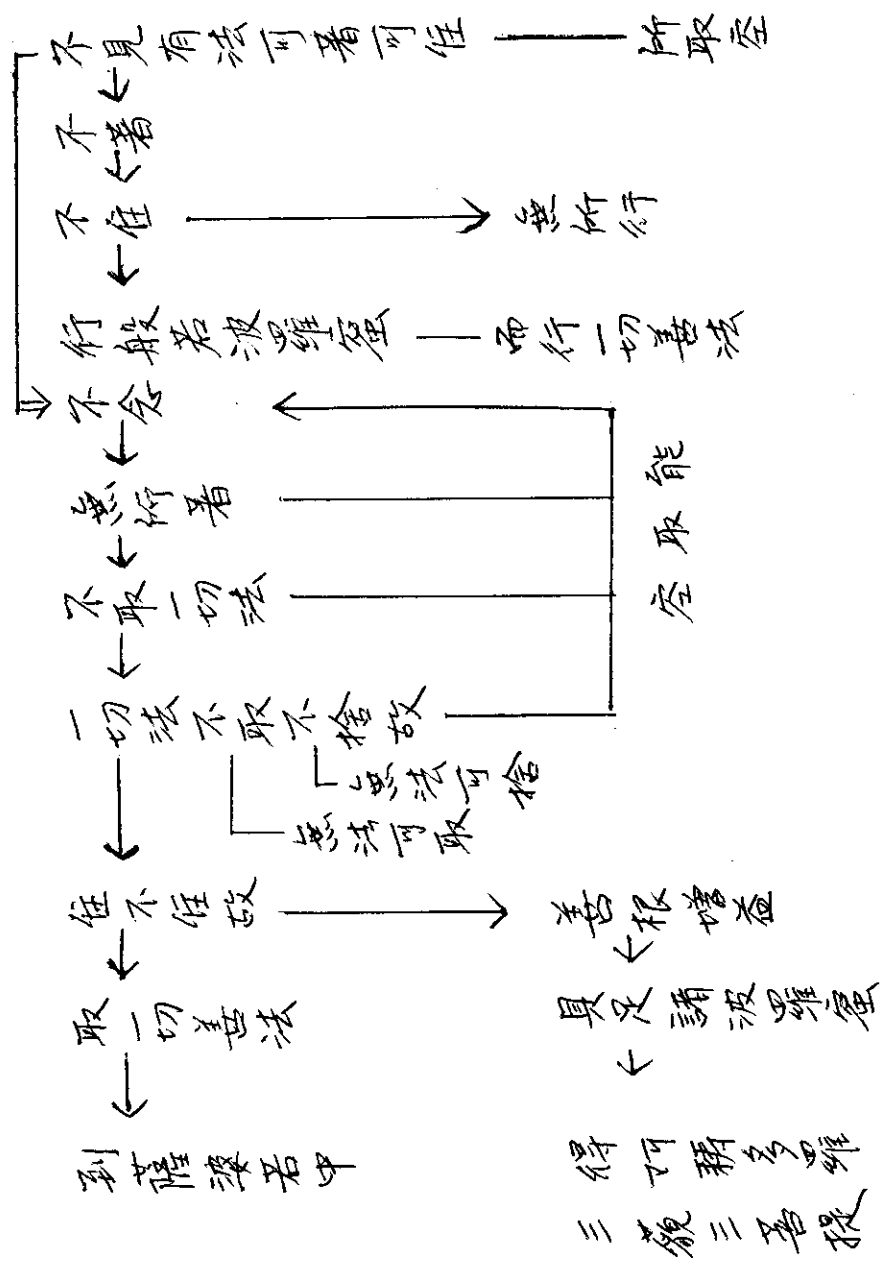 不見有法可著可住
所取空
不著
不住
無所行
行般若波羅蜜
而行一切善法
不念
無所著
不取一切法
能取空
一切法不取不捨故
無法可捨
無法可取
住不住故
善根增益
取一切善法
具足諸波羅蜜
到薩婆若中
得阿耨多羅
三藐三菩提